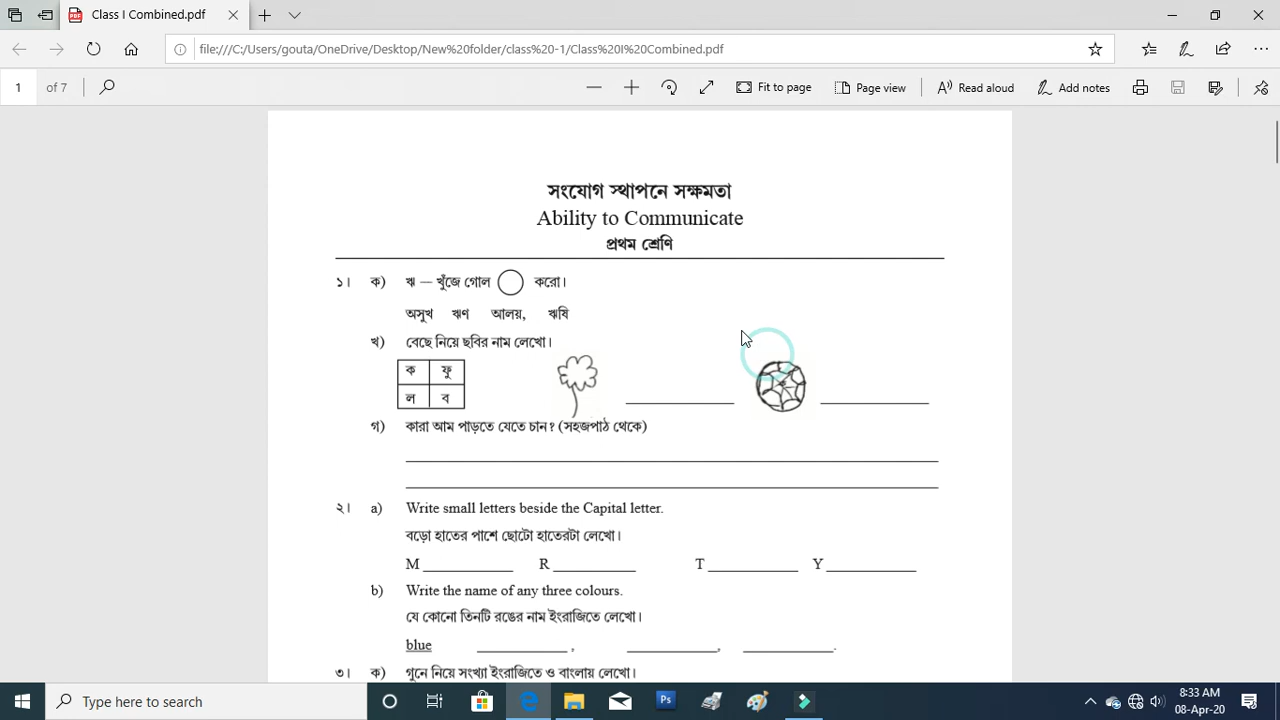 Class I Combined.pdf
file:///C:/Users/gouta/OneDrive/Desktop/New%20folder/class%20-1/Class%20I%20Combined.pdf
1 of 7 Fit to page Page view Read aloud Add notes
সংযোগ স্থাপনে সক্ষমতা
Ability to Communicate
প্রথম শ্রেণি
১। ক) ঋ — খুঁজে গোল করো।
অসুখ ঋণ আলয়, ঋষি
খ) বেছে নিয়ে ছবির নাম লেখো।
ক ফু
ল ব
গ) কারা আম পাড়তে যেতে চান? (সহজপাঠ থেকে)
২। a) Write small letters beside the Capital letter.
বড়ো হাতের পাশে ছোটো হাতেরটা লেখো।
M R T Y
b) Write the name of any three colours.
যে কোনো তিনটি রঙের নাম ইংরাজিতে লেখো।
blue , , .
৩। ক) গুনে নিয়ে সংখ্যা ইংরাজিতে ও বাংলায় লেখো।
Type here to search
8:33 AM
08-Apr-20